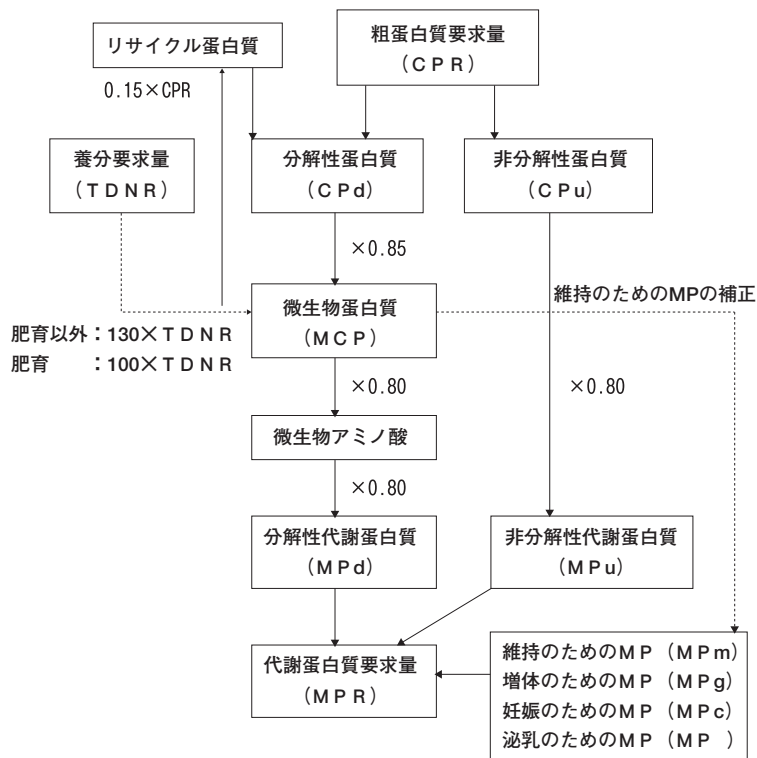 リサイクル蛋白質
粗蛋白質要求量
(CPR)
0.15×CPR
養分要求量
(TDNR)
分解性蛋白質
(CPd)
非分解性蛋白質
(CPu)
×0.85
微生物蛋白質
(MCP)
維持のためのMPの補正
肥育以外：130×TDNR
肥育　　：100×TDNR
×0.80
×0.80
微生物アミノ酸
×0.80
分解性代謝蛋白質
(MPd)
非分解性代謝蛋白質
(MPu)
代謝蛋白質要求量
(MPR)
維持のためのMP (MPm)
増体のためのMP (MPg)
妊娠のためのMP (MPc)
泌乳のためのMP (MP )